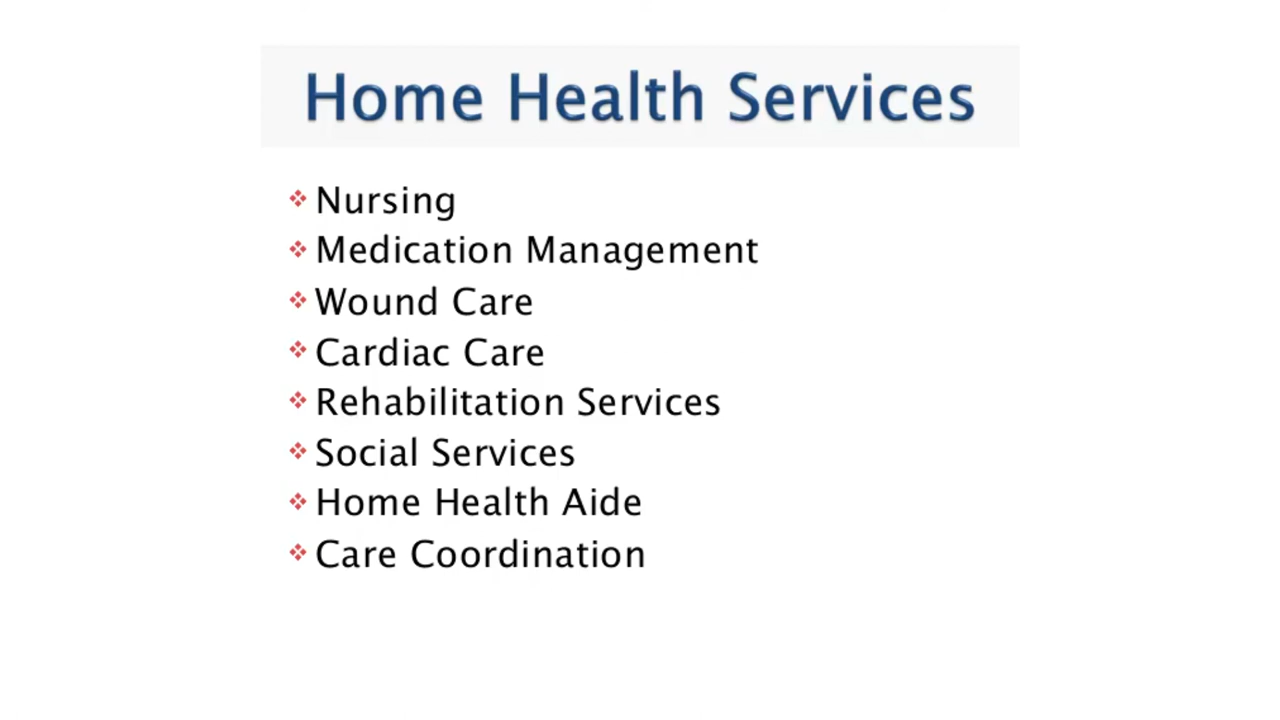 Home Health Services
❖ Nursing
❖ Medication Management
❖ Wound Care
❖ Cardiac Care
❖ Rehabilitation Services
❖ Social Services
❖ Home Health Aide
❖ Care Coordination